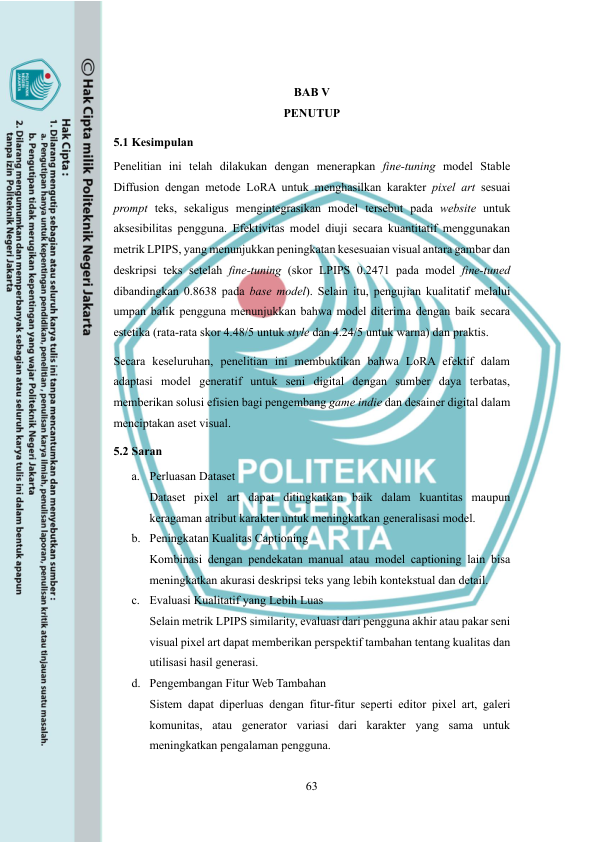 BAB V
PENUTUP
5.1 Kesimpulan
Penelitian ini telah dilakukan dengan menerapkan fine-tuning model Stable
Diffusion dengan metode LoRA untuk menghasilkan karakter pixel art sesuai
prompt teks, sekaligus mengintegrasikan model tersebut pada website untuk
aksesibilitas pengguna. Efektivitas model diuji secara kuantitatif menggunakan
metrik LPIPS, yang menunjukkan peningkatan kesesuaian visual antara gambar dan
deskripsi teks setelah fine-tuning (skor LPIPS 0.2471 pada model fine-tuned
dibandingkan 0.8638 pada base model). Selain itu, pengujian kualitatif melalui
umpan balik pengguna menunjukkan bahwa model diterima dengan baik secara
estetika (rata-rata skor 4.48/5 untuk style dan 4.24/5 untuk warna) dan praktis.
Secara keseluruhan, penelitian ini membuktikan bahwa LoRA efektif dalam
adaptasi model generatif untuk seni digital dengan sumber daya terbatas,
memberikan solusi efisien bagi pengembang game indie dan desainer digital dalam
menciptakan aset visual.
5.2 Saran
a. Perluasan Dataset
Dataset pixel art dapat ditingkatkan baik dalam kuantitas maupun
keragaman atribut karakter untuk meningkatkan generalisasi model.
b. Peningkatan Kualitas Captioning
Kombinasi dengan pendekatan manual atau model captioning lain bisa
meningkatkan akurasi deskripsi teks yang lebih kontekstual dan detail.
c. Evaluasi Kualitatif yang Lebih Luas
Selain metrik LPIPS similarity, evaluasi dari pengguna akhir atau pakar seni
visual pixel art dapat memberikan perspektif tambahan tentang kualitas dan
utilisasi hasil generasi.
d. Pengembangan Fitur Web Tambahan
Sistem dapat diperluas dengan fitur-fitur seperti editor pixel art, galeri
komunitas, atau generator variasi dari karakter yang sama untuk
meningkatkan pengalaman pengguna.
63
POLITEKNIK
NEGERI
JAKARTA
© Hak Cipta milik Politeknik Negeri Jakarta
Hak Cipta :
1. Dilarang mengutip sebagian atau seluruh karya tulis ini tanpa mencantumkan dan menyebutkan sumber :
a. Pengutipan hanya untuk kepentingan pendidikan, penelitian, penulisan karya ilmiah, penulisan laporan, penulisan kritik atau tinjauan suatu masalah.
b. Pengutipan tidak merugikan kepentingan yang wajar Politeknik Negeri Jakarta
2. Dilarang mengumumkan dan memperbanyak sebagian atau seluruh karya tulis ini dalam bentuk apapun
tanpa izin Politeknik Negeri Jakarta
POLITEKNIK
NEGERI
JAKARTA